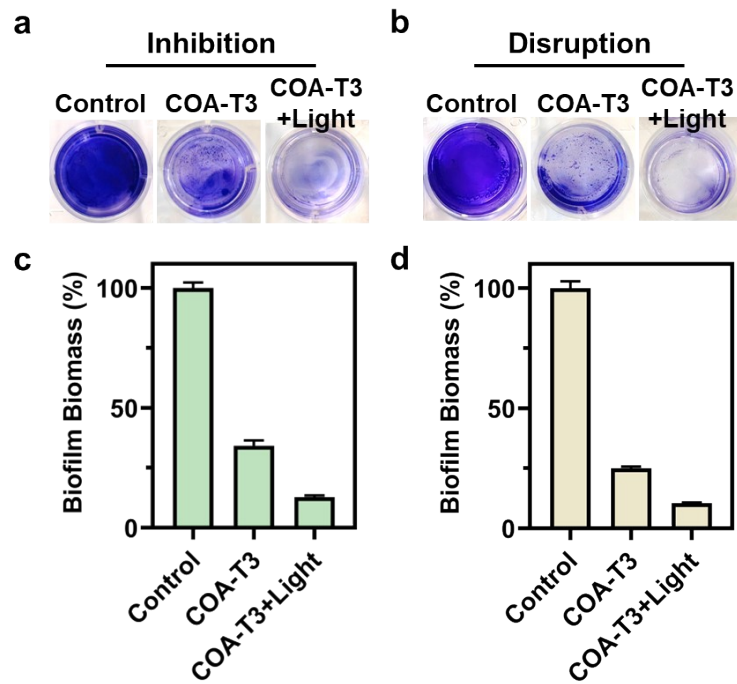 a
Inhibition
Control
COA-T3
COA-T3
+Light
b
Disruption
Control
COA-T3
COA-T3
+Light
c
Biofilm Biomass (%)
100
50
0
Control
COA-T3
COA-T3+Light
d
Biofilm Biomass (%)
100
50
0
Control
COA-T3
COA-T3+Light